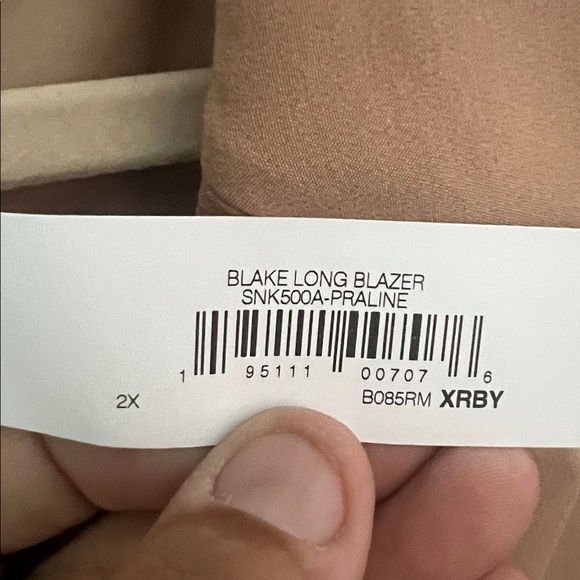 BLAKE LONG BLAZER
SNK500A-PRALINE
1 95111 00707 6
2X B085RM XRBY